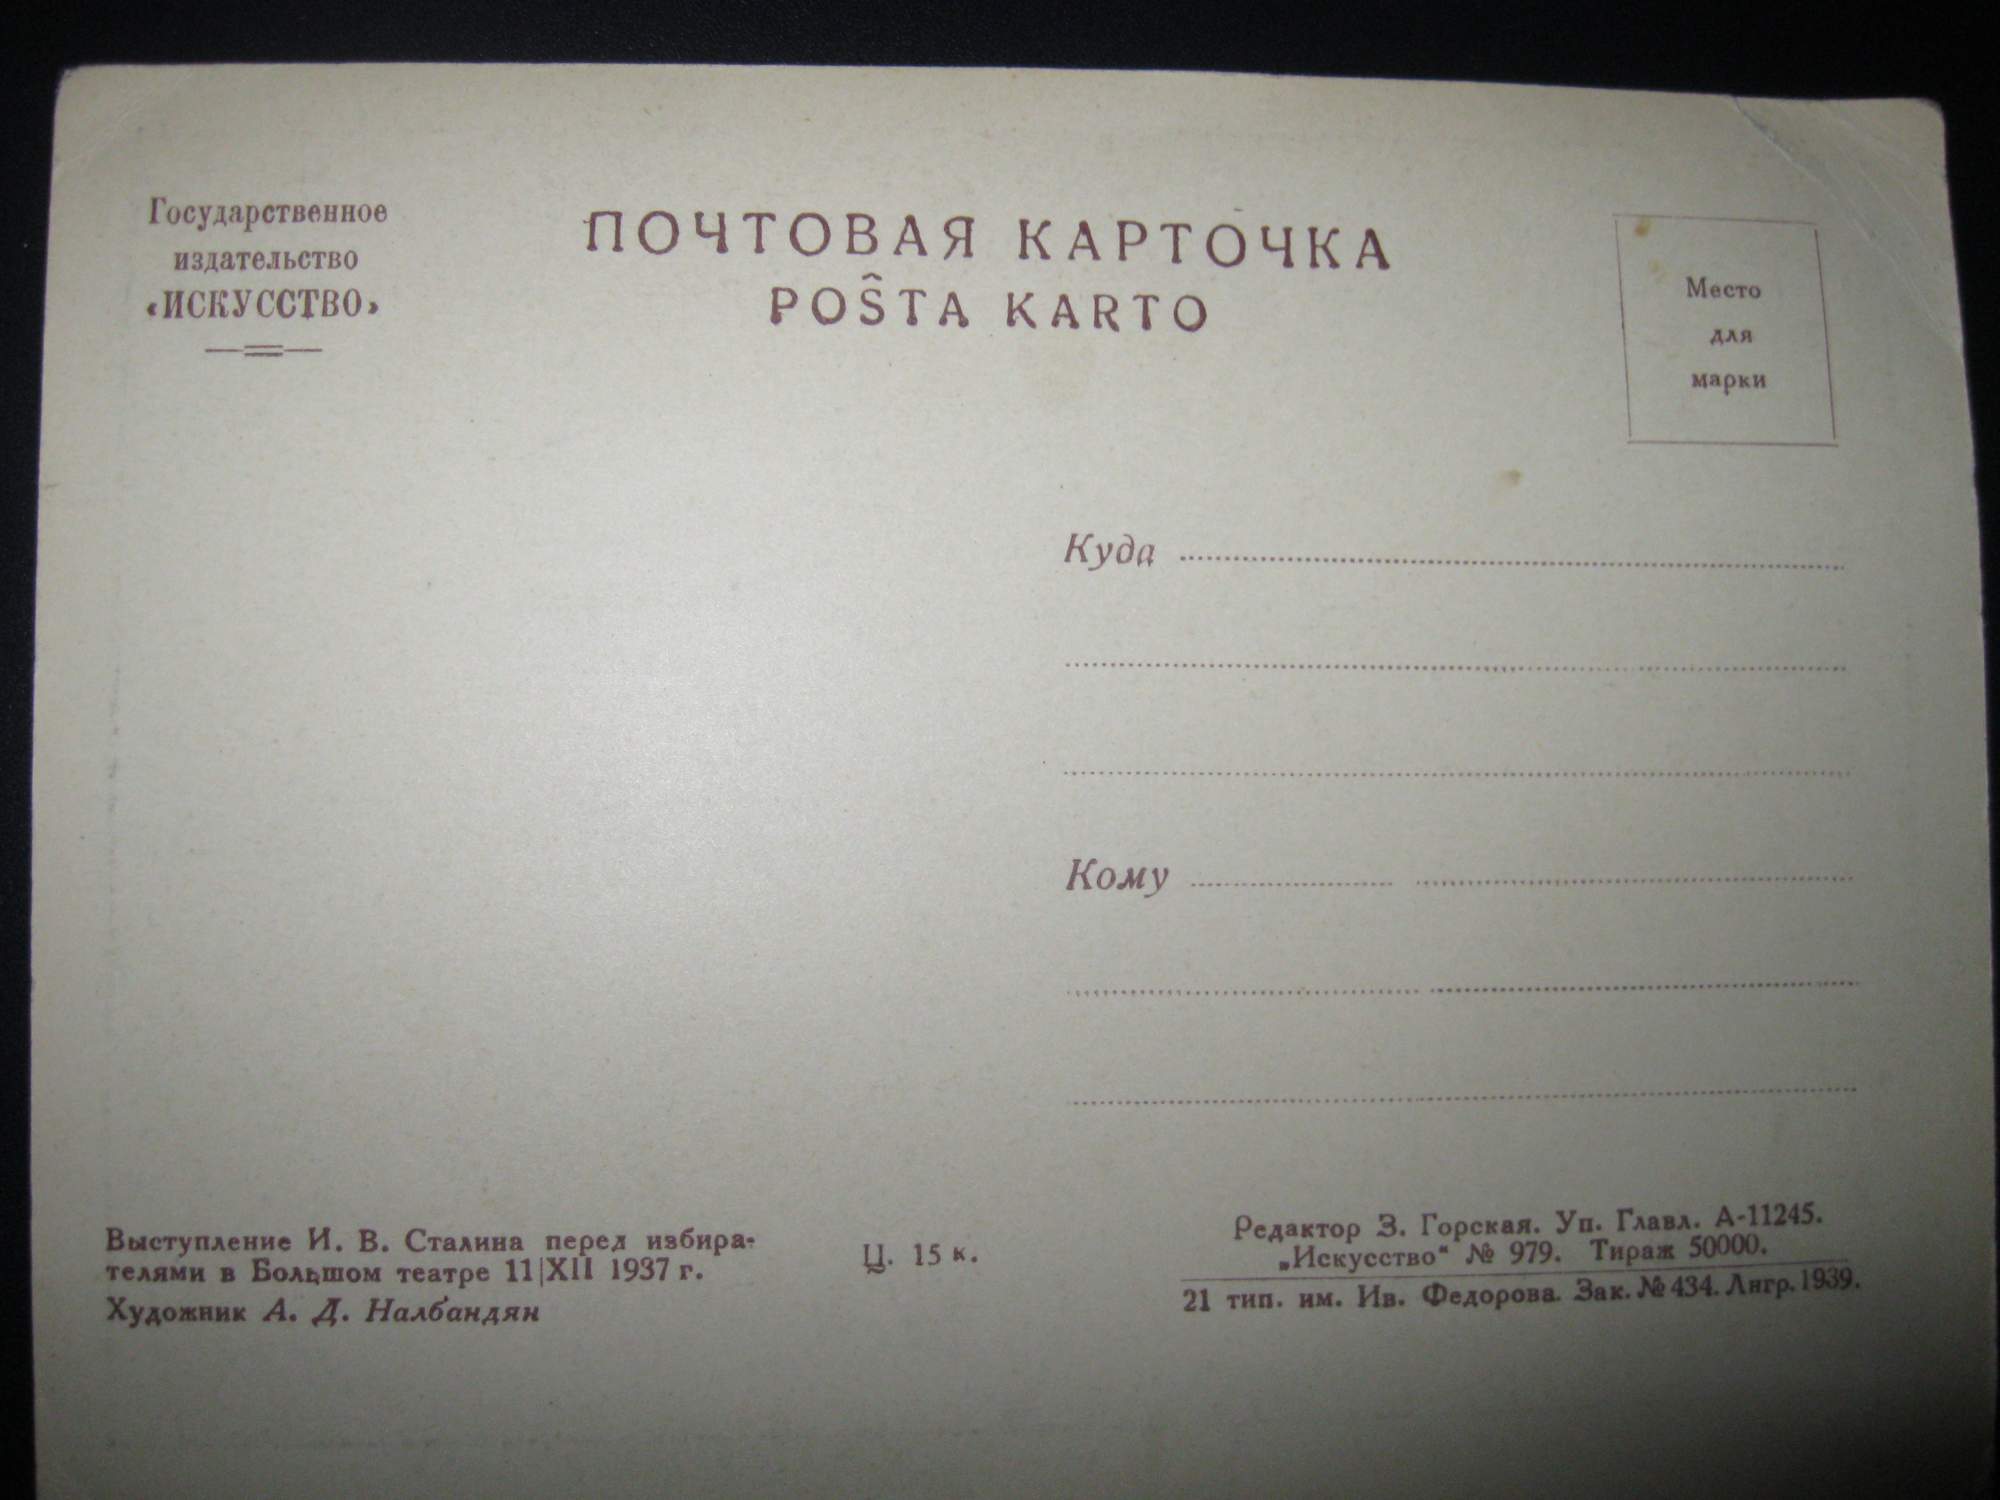 Государственное
издательство
«ИСКУССТВО»
ПОЧТОВАЯ КАРТОЧКА
POŜTA KARTO
Место
для
марки
Куда
Кому
Выступление И. В. Сталина перед избира-
телями в Большом театре 11|XII 1937 г.
Художник А. Д. Налбандян
Ц. 15 к.
Редактор З. Горская. Уп. Главл. А-11245.
„Искусство“ № 979. Тираж 50000.
21 тип. им. Ив. Федорова. Зак. № 434. Лнгр. 1939.